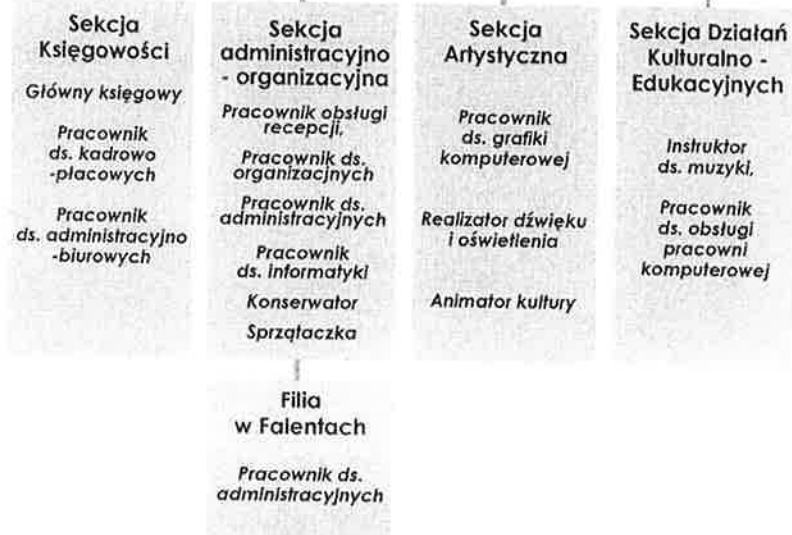 Sekcja
Księgowości
Główny księgowy
Pracownik
ds. kadrowo
-płacowych
Pracownik
ds. administracyjno
-biurowych
Sekcja
administracyjno
- organizacyjna
Pracownik obsługi
recepcji,
Pracownik ds.
organizacjnych
Pracownik ds.
administracyjnych
Pracownik
ds. informatyki
Konserwator
Sprzątaczka
Filia
w Falentach
Pracownik ds.
administracyjnych
Sekcja
Artystyczna
Pracownik
ds. grafiki
komputerowej
Realizator dźwięku
i oświetlenia
Animator kultury
Sekcja Działań
Kulturalno -
Edukacyjnych
Instruktor
ds. muzyki,
Pracownik
ds. obsługi
pracowni
komputerowej